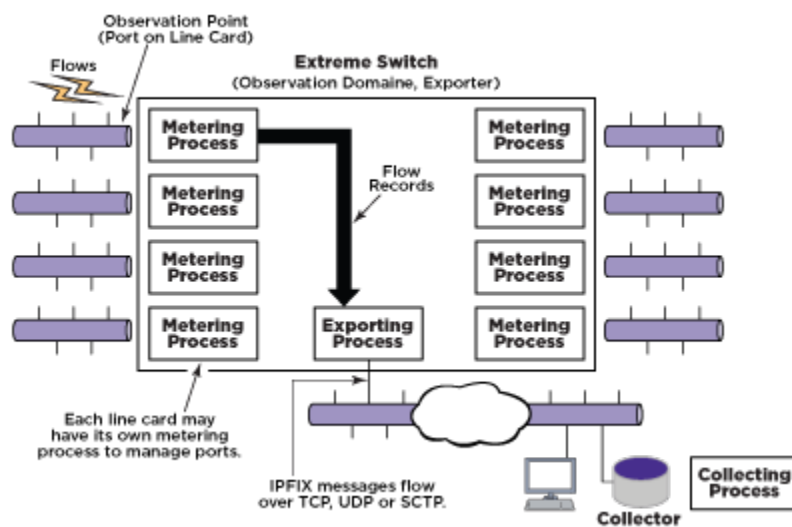 Observation Point
(Port on Line Card)
Flows
Extreme Switch
(Observation Domaine, Exporter)
Metering
Process
Metering
Process
Flow
Records
Metering
Process
Metering
Process
Metering
Process
Metering
Process
Metering
Process
Exporting
Process
Metering
Process
Each line card may
have its own metering
process to manage ports.
IPFIX messages flow
over TCP, UDP or SCTP.
Collector
Collecting
Process